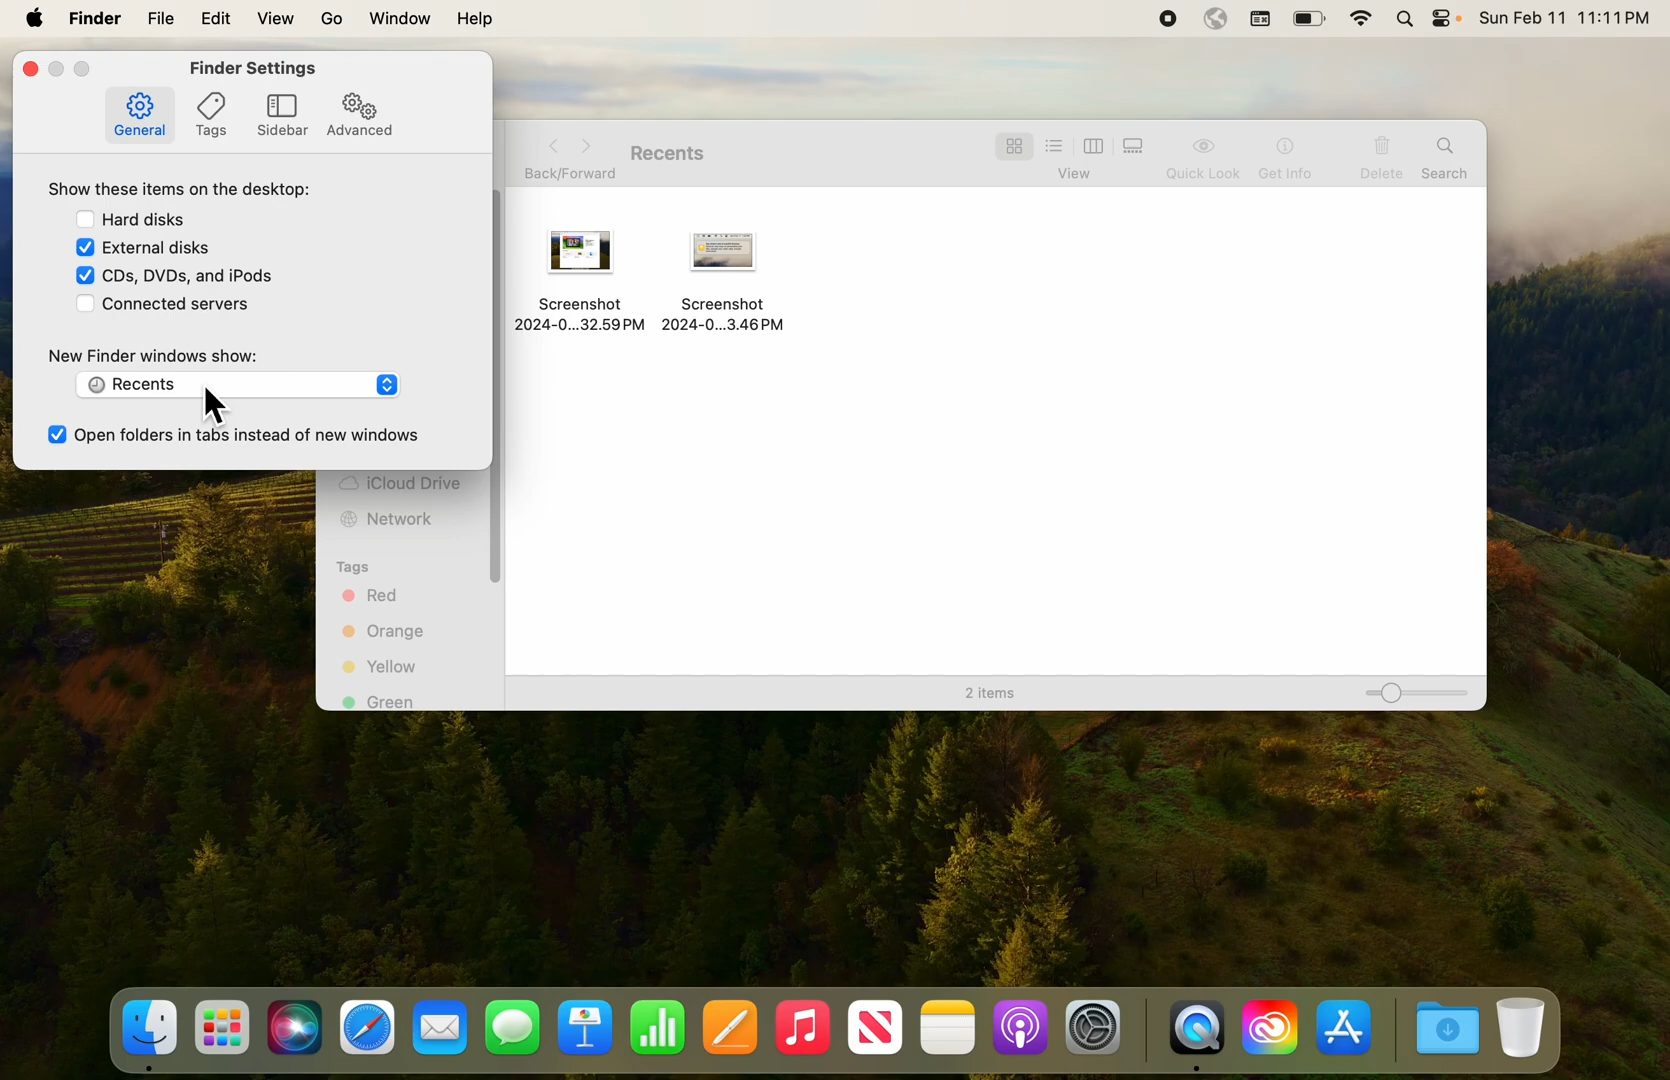 Finder File Edit View Go Window Help Sun Feb 11 11:11 PM
Finder Settings
General Tags Sidebar Advanced
Show these items on the desktop:
Hard disks
External disks
CDs, DVDs, and iPods
Connected servers
New Finder windows show:
Recents
Open folders in tabs instead of new windows
Back/Forward
Recents
View
Quick Look
Get Info
Delete
Search
Screenshot
2024-0...32.59 PM
Screenshot
2024-0...3.46 PM
iCloud Drive
Network
Tags
Red
Orange
Yellow
Green
2 items